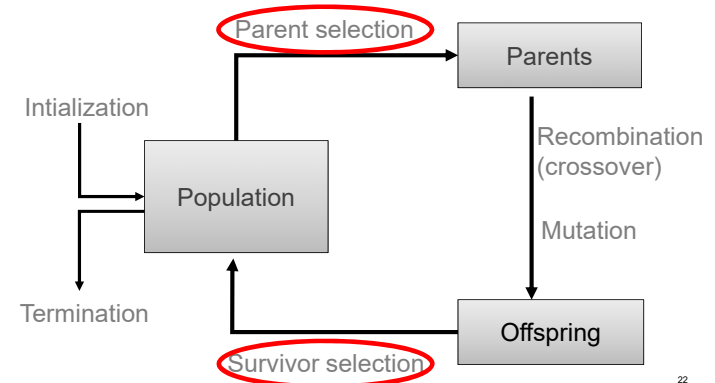 Parent selection
Parents
Intialization
Recombination
(crossover)
Population
Mutation
Termination
Offspring
Survivor selection
22